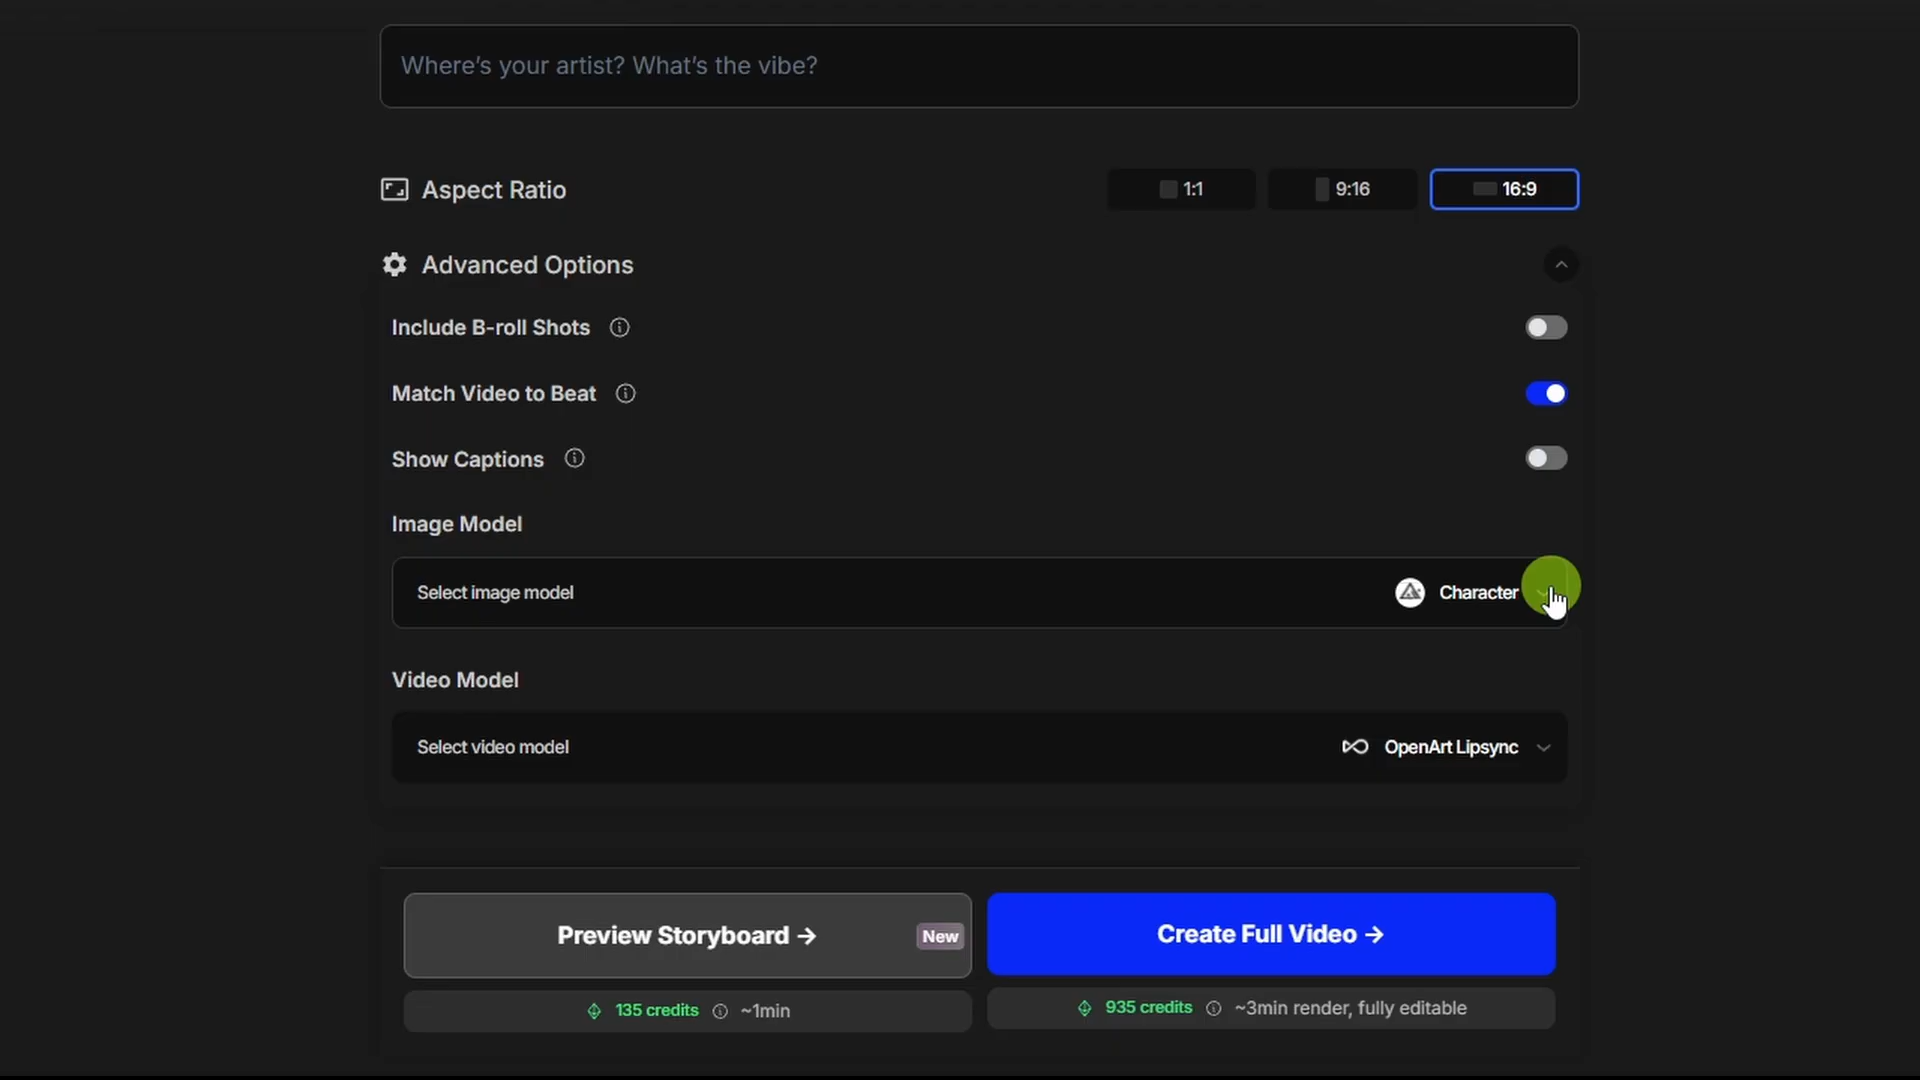 Where's your artist? What's the vibe?
Aspect Ratio
1:1
9:16
16:9
Advanced Options
Include B-roll Shots
Match Video to Beat
Show Captions
Image Model
Select image model
Character
Video Model
Select video model
OpenArt Lipsync
Preview Storyboard →
New
Create Full Video →
135 credits ~1min
935 credits ~3min render, fully editable